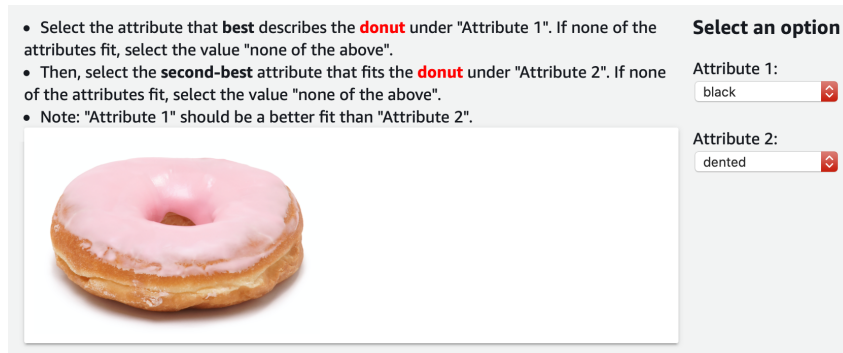 • Select the attribute that best describes the donut under "Attribute 1". If none of the
attributes fit, select the value "none of the above".
• Then, select the second-best attribute that fits the donut under "Attribute 2". If none
of the attributes fit, select the value "none of the above".
• Note: "Attribute 1" should be a better fit than "Attribute 2".
Select an option
Attribute 1:
black
Attribute 2:
dented